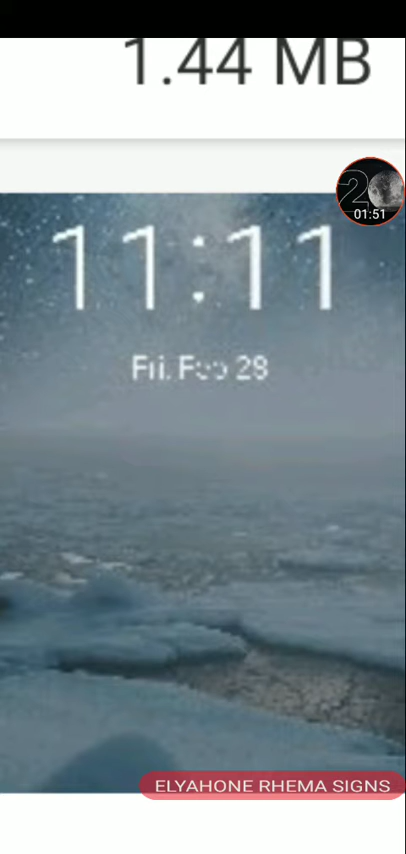 1.44 MB
2
01:51
11:11
Fri. Feb 28
ELYAHONE RHEMA SIGNS